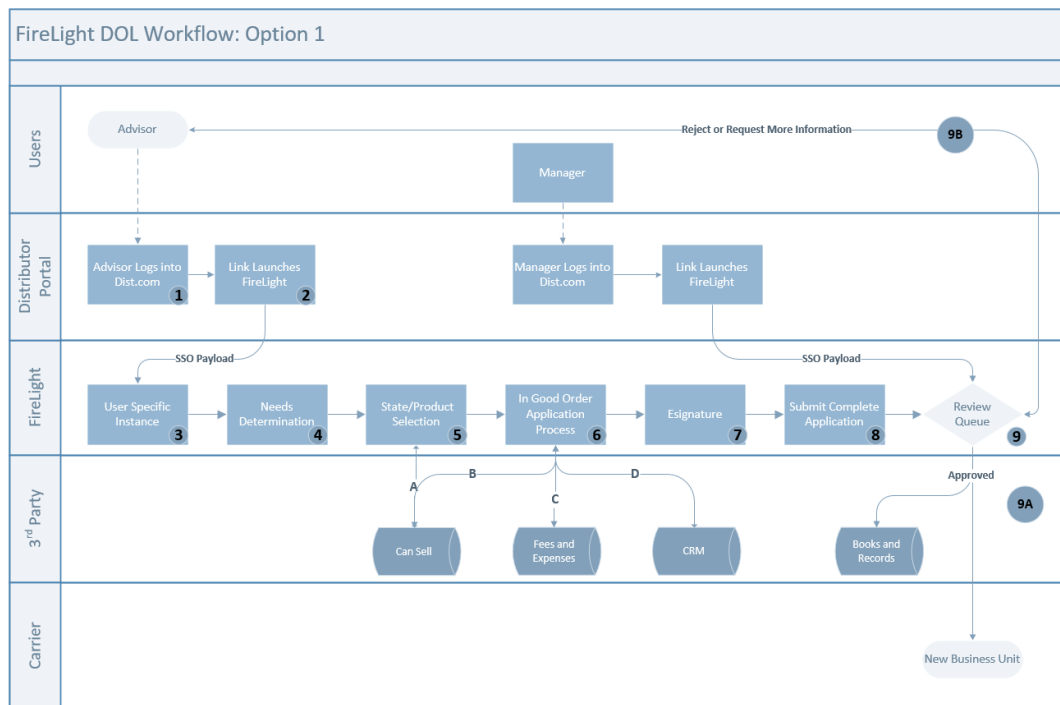 FireLight DOL Workflow: Option 1
Users
Advisor
Reject or Request More Information
9B
Manager
Distributor
Portal
Advisor Logs into
Dist.com
1
Link Launches
FireLight
2
Manager Logs into
Dist.com
Link Launches
FireLight
FireLight
SSO Payload
SSO Payload
User Specific
Instance
3
Needs
Determination
4
State/Product
Selection
5
In Good Order
Application
Process
6
Esignature
7
Submit Complete
Application
8
Review
Queue
9
3rd Party
A
B
C
D
Approved
9A
Can Sell
Fees and
Expenses
CRM
Books and
Records
Carrier
New Business Unit